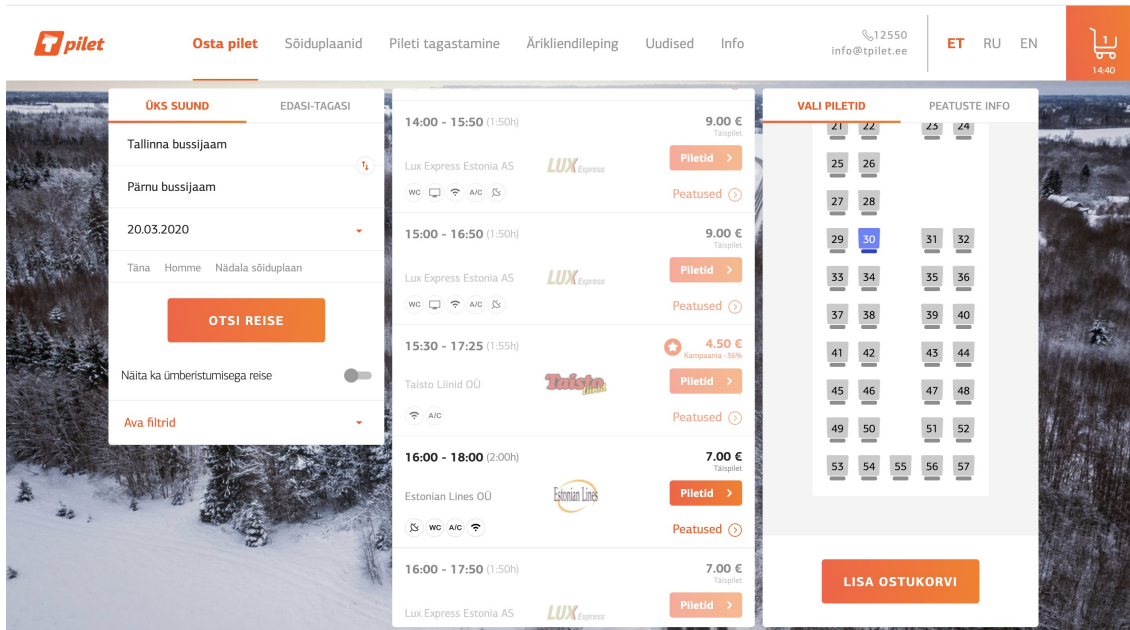 Tpilet
Osta pilet
Sõiduplaanid
Pileti tagastamine
Ärikliendileping
Uudised
Info
12550
info@tpilet.ee
ET RU EN
1
14:40
ÜKS SUUND
EDASI-TAGASI
Tallinna bussijaam
Pärnu bussijaam
20.03.2020
Täna Homme Nädala sõiduplaan
OTSI REISE
Näita ka ümberistumisega reise
Ava filtrid
14:00 - 15:50 (1:50h) 9.00 €
Täispilet
Lux Express Estonia AS LUX Express Piletid >
WC A/C Peatused
15:00 - 16:50 (1:50h) 9.00 €
Täispilet
Lux Express Estonia AS LUX Express Piletid >
WC A/C Peatused
15:30 - 17:25 (1:55h) 4.50 €
Kampaania -36%
Taisto Liinid OÜ Taisto Piletid >
A/C Peatused
16:00 - 18:00 (2:00h) 7.00 €
Täispilet
Estonian Lines OÜ Estonian Lines Piletid >
WC A/C Peatused
16:00 - 17:50 (1:50h) 7.00 €
Täispilet
Lux Express Estonia AS LUX Express Piletid >
VALI PILETID
PEATUSTE INFO
21 22 23 24
25 26
27 28
29 30 31 32
33 34 35 36
37 38 39 40
41 42 43 44
45 46 47 48
49 50 51 52
53 54 55 56 57
LISA OSTUKORVI